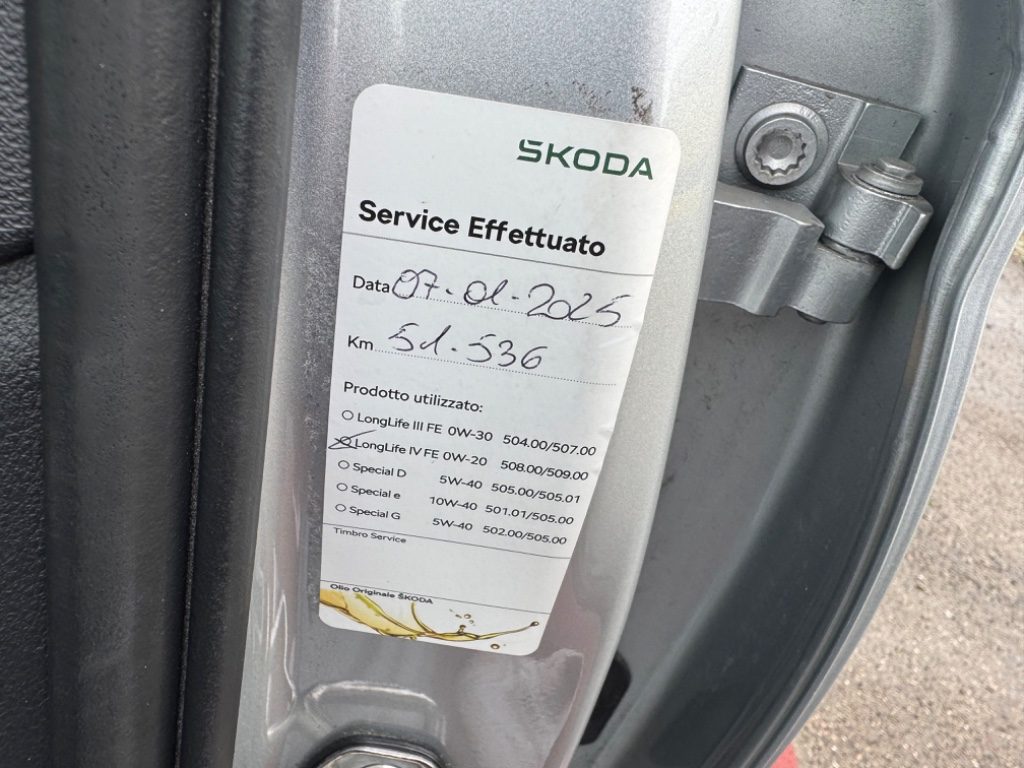 ŠKODA
Service Effettuato
Data 07-01-2025
Km 51.536
Prodotto utilizzato:
LongLife III FE 0W-30 504.00/507.00
LongLife IV FE 0W-20 508.00/509.00
Special D 5W-40 505.00/505.01
Special e 10W-40 501.01/505.00
Special G 5W-40 502.00/505.00
Timbro Service
Olio Originale ŠKODA